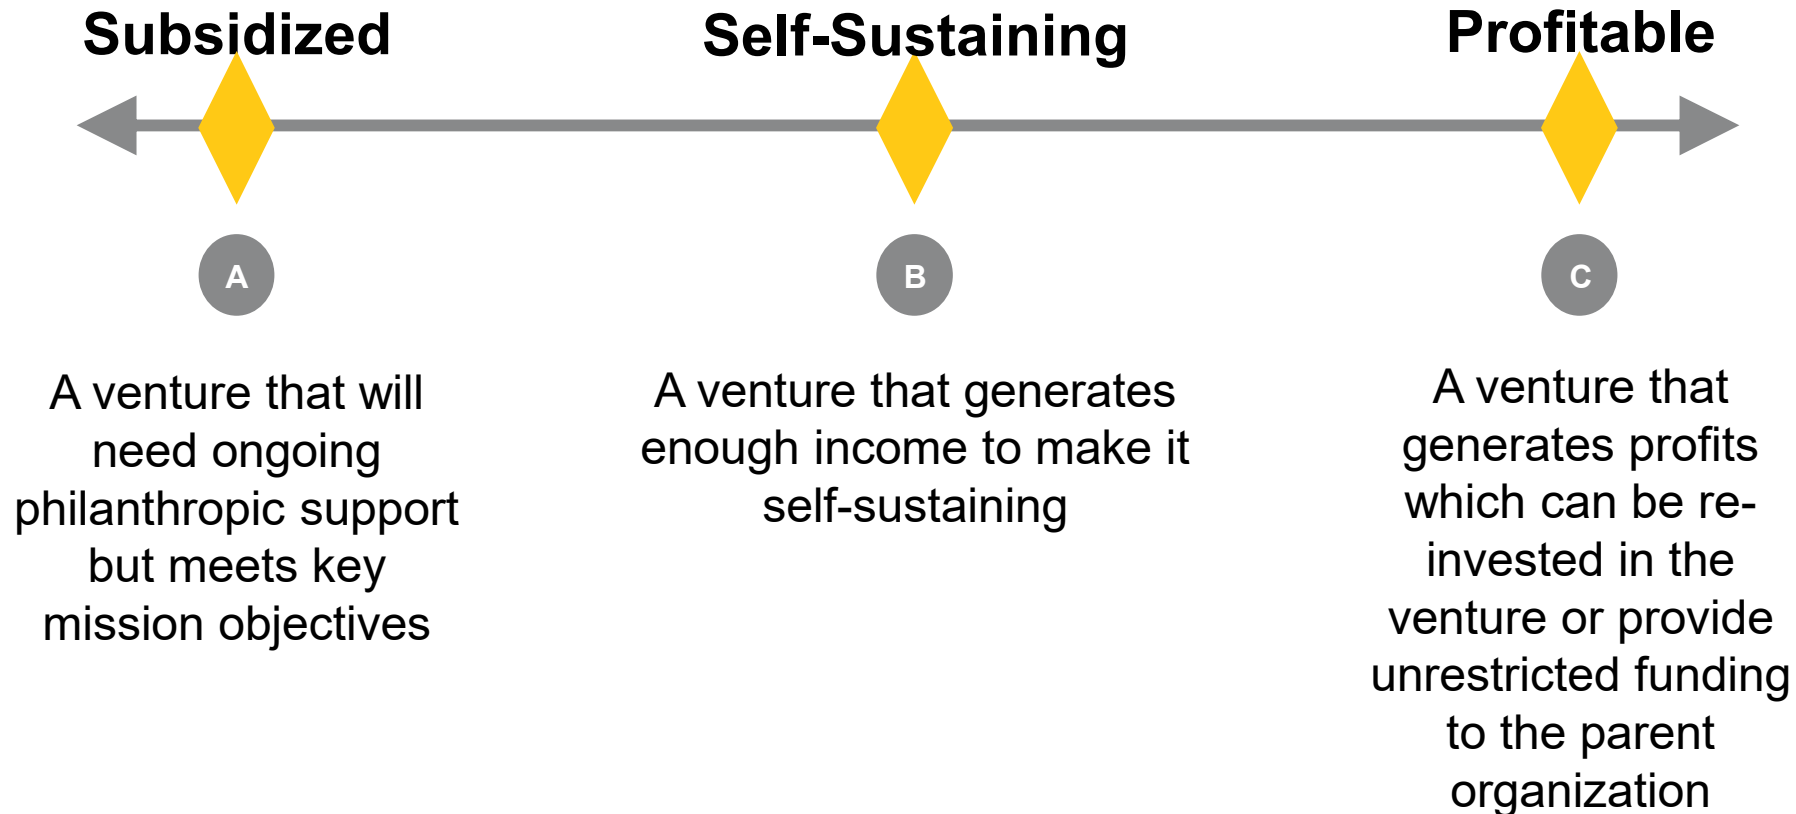 Subsidized
Self-Sustaining
Profitable
A
B
C
A venture that will
need ongoing
philanthropic support
but meets key
mission objectives
A venture that generates
enough income to make it
self-sustaining
A venture that
generates profits
which can be re-
invested in the
venture or provide
unrestricted funding
to the parent
organization